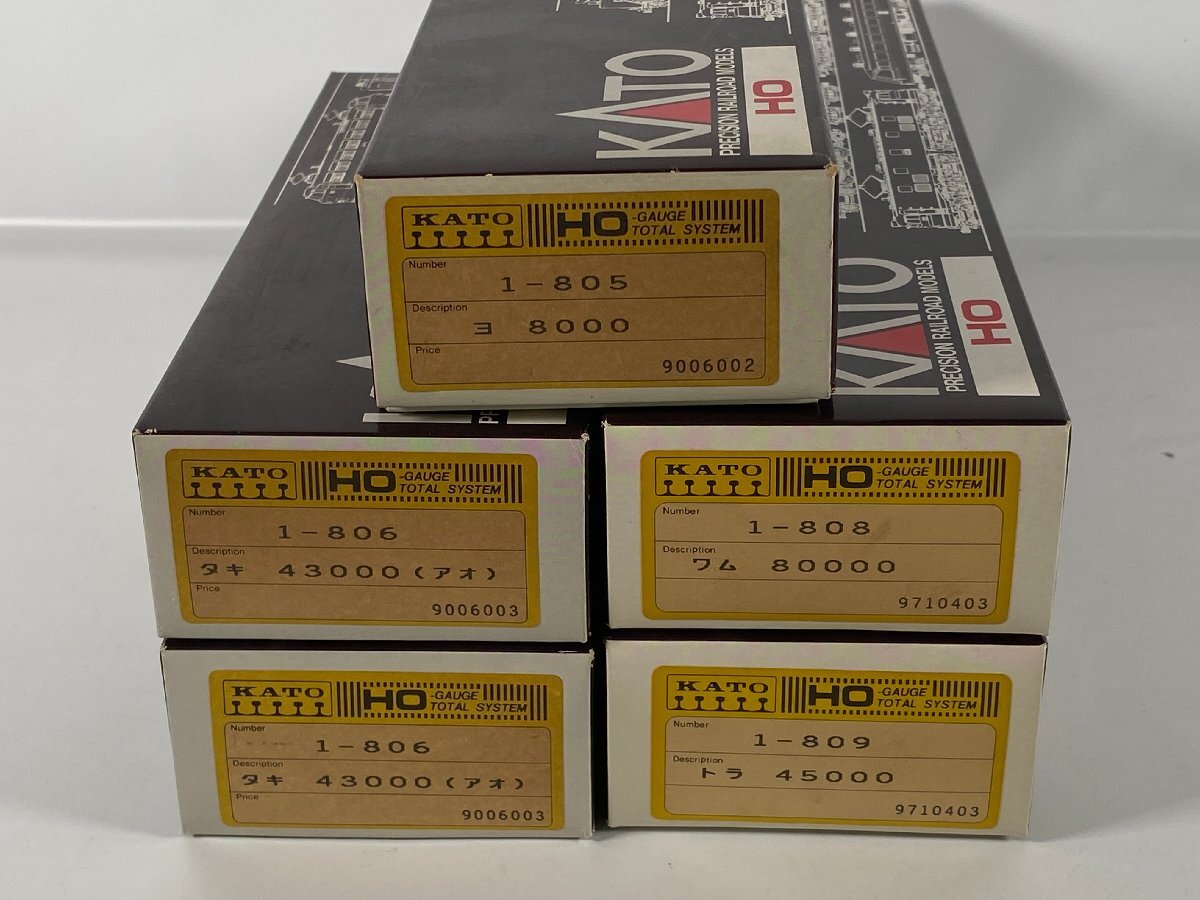 KATO
PRECISION RAILROAD MODELS
HO
KATO
HO
-GAUGE
TOTAL SYSTEM
Number
1-805
Description
ヨ 8000
Price
9006002
KATO
PRECISION RAILROAD MODELS
HO
KATO
HO
-GAUGE
TOTAL SYSTEM
Number
1-806
Description
タキ 43000(アオ)
Price
9006003
KATO
HO
-GAUGE
TOTAL SYSTEM
Number
1-808
Description
ワム 80000
9710403
KATO
HO
-GAUGE
TOTAL SYSTEM
Number
1-806
Description
タキ 43000(アオ)
Price
9006003
KATO
HO
-GAUGE
TOTAL SYSTEM
Number
1-809
Description
トラ 45000
9710403